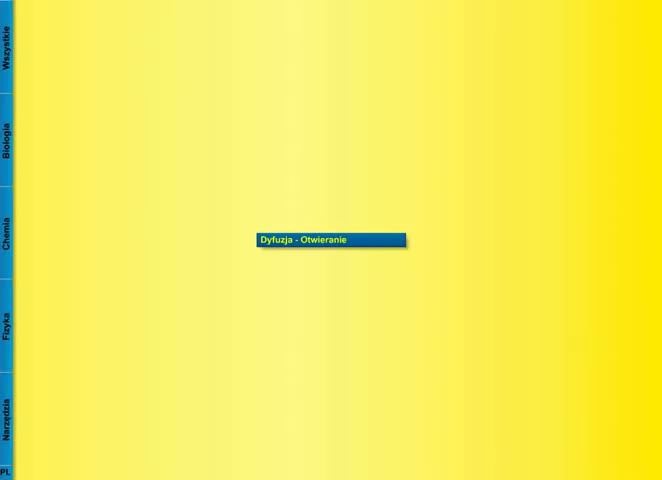 Wszystkie
Biologia
Chemia
Fizyka
Narzędzia
PL
Dyfuzja - Otwieranie